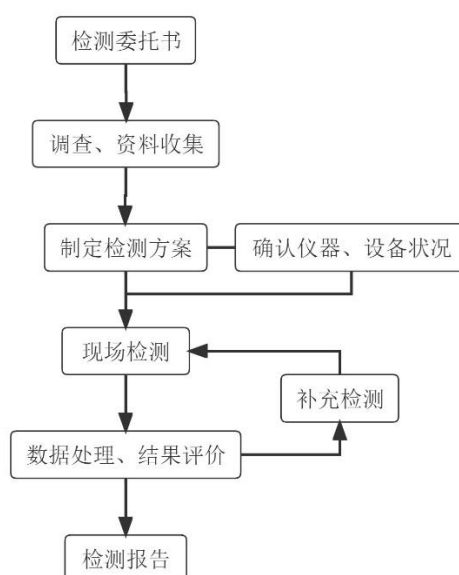 检测委托书
调查、资料收集
制定检测方案
确认仪器、设备状况
现场检测
补充检测
数据处理、结果评价
检测报告